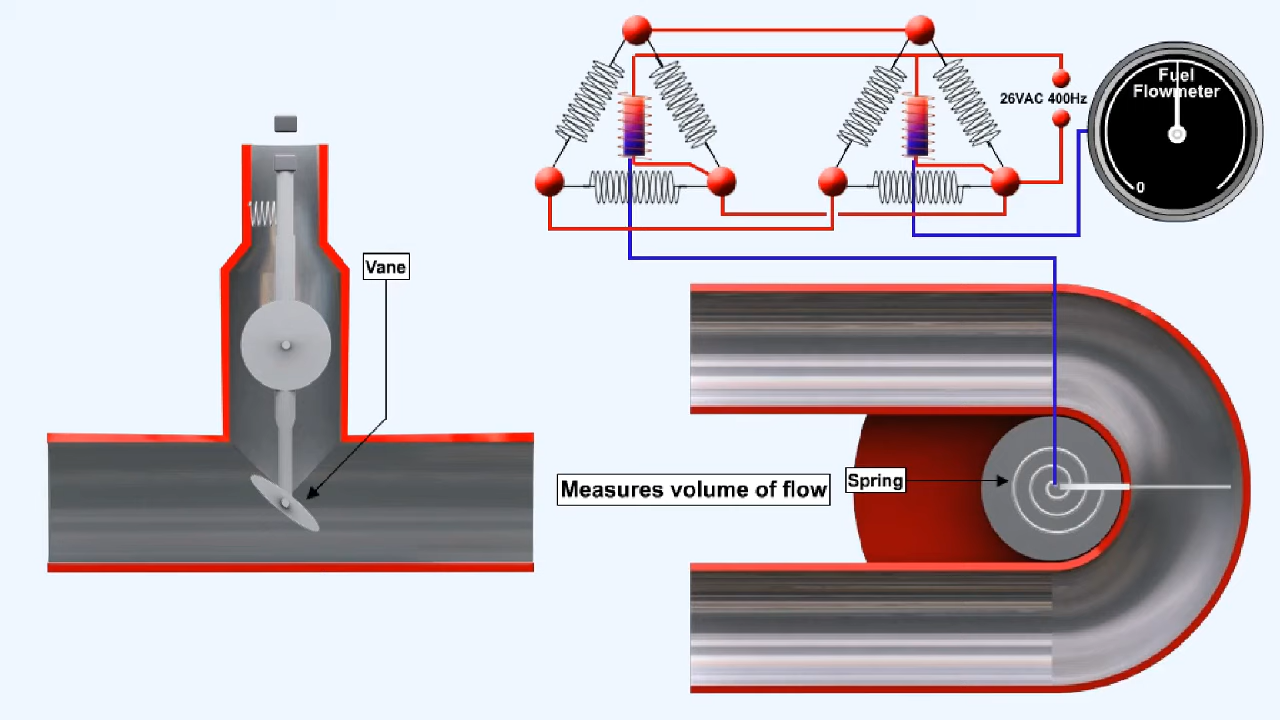 Fuel
Flowmeter
26VAC 400Hz
0
Vane
Measures volume of flow
Spring